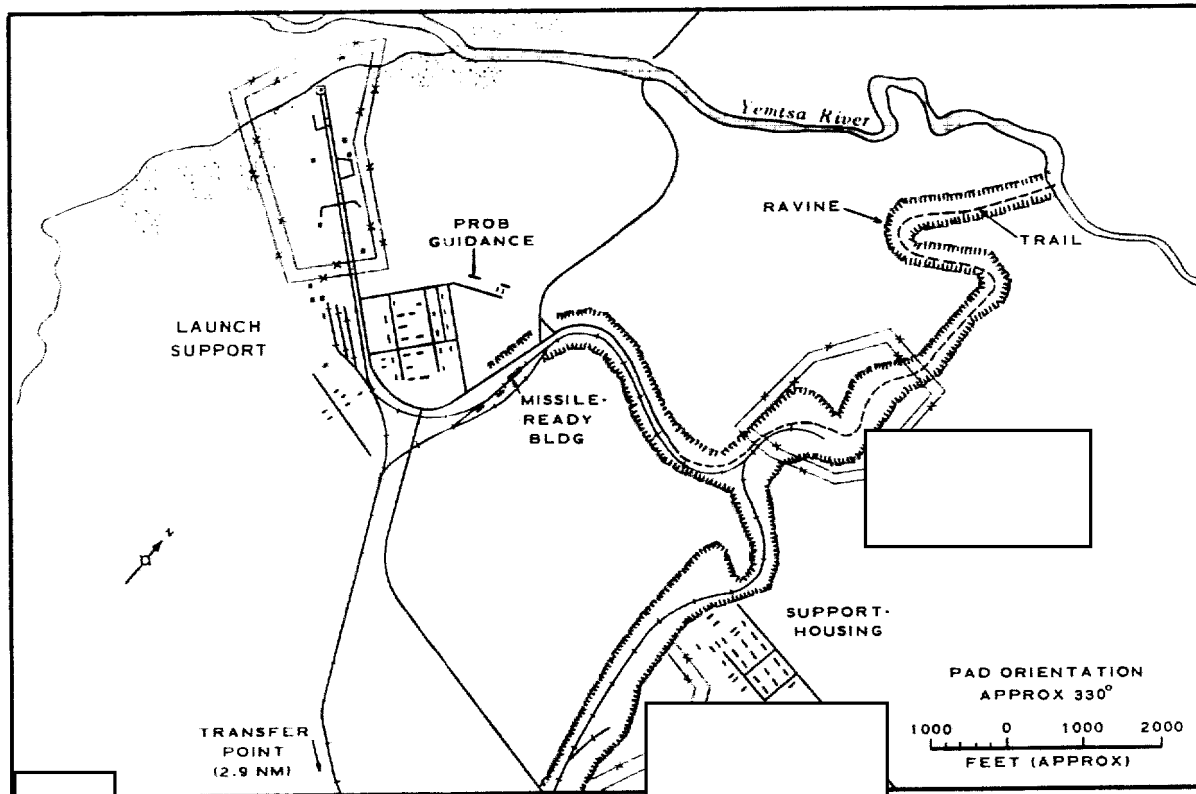 Yemtsa River
RAVINE
TRAIL
PROB
GUIDANCE
LAUNCH
SUPPORT
MISSILE-
READY
BLDG
N
SUPPORT-
HOUSING
PAD ORIENTATION
APPROX 330°
1000 0 1000 2000
FEET (APPROX)
TRANSFER
POINT
(2.9 NM)